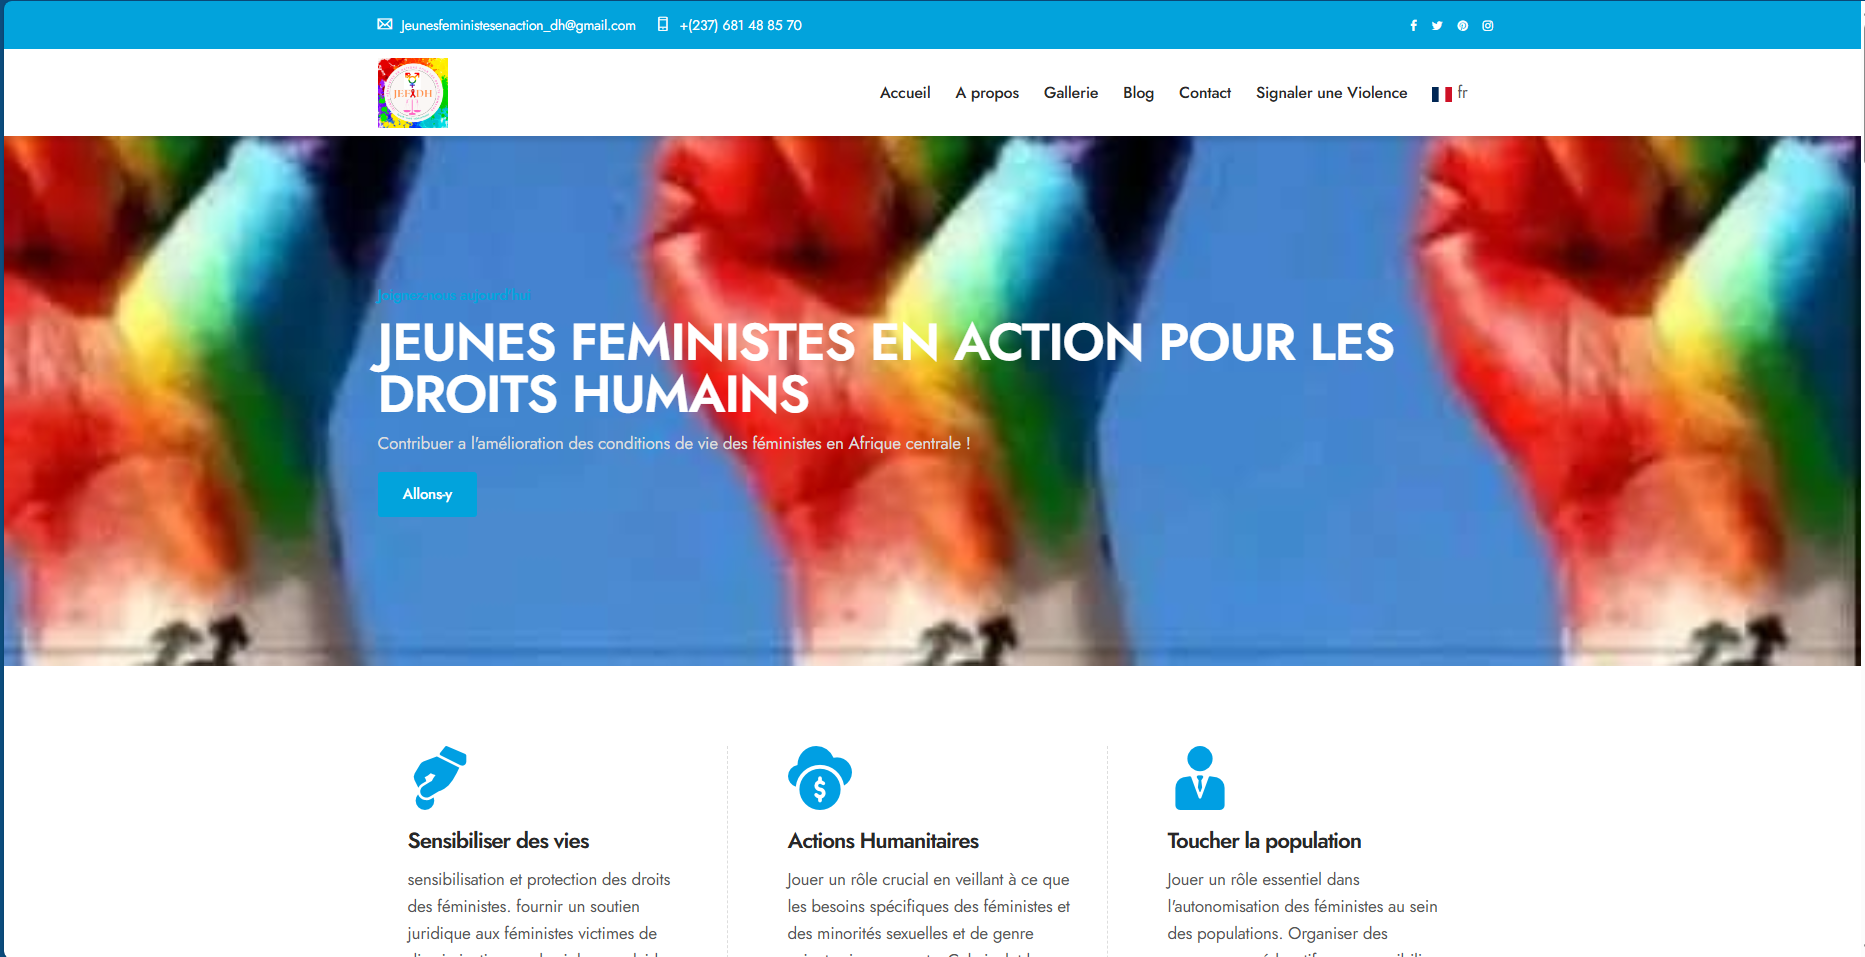 Jeunesfeministesenaction_dh@gmail.com +(237) 681 48 85 70
JEFADH
Accueil A propos Gallerie Blog Contact Signaler une Violence fr
Joignez-nous aujourd'hui
JEUNES FEMINISTES EN ACTION POUR LES
DROITS HUMAINS
Contribuer a l'amélioration des conditions de vie des féministes en Afrique centrale !
Allons-y
Sensibiliser des vies
sensibilisation et protection des droits
des féministes. fournir un soutien
juridique aux féministes victimes de
Actions Humanitaires
Jouer un rôle crucial en veillant à ce que
les besoins spécifiques des féministes et
des minorités sexuelles et de genre
Toucher la population
Jouer un rôle essentiel dans
l'autonomisation des féministes au sein
des populations. Organiser des